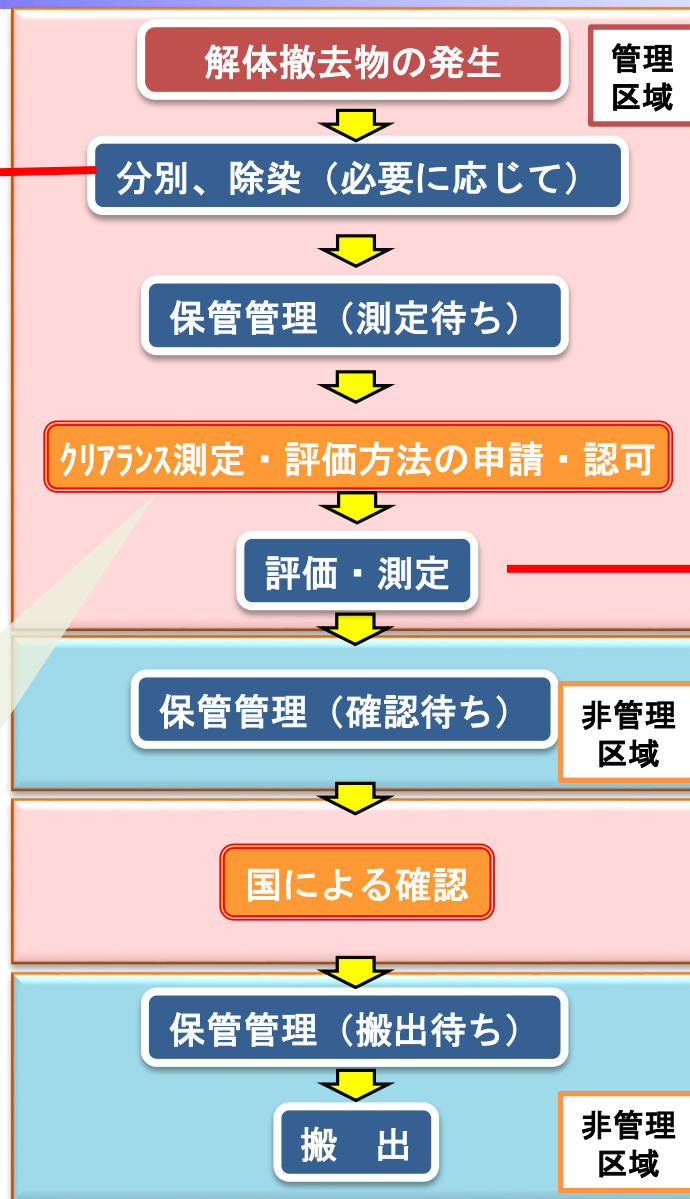 解体撤去物の発生
管理
区域
分別、除染（必要に応じて）
保管管理（測定待ち）
ｸﾘｱﾗﾝｽ測定・評価方法の申請・認可
評価・測定
保管管理（確認待ち）
非管理
区域
国による確認
保管管理（搬出待ち）
搬　出
非管理
区域